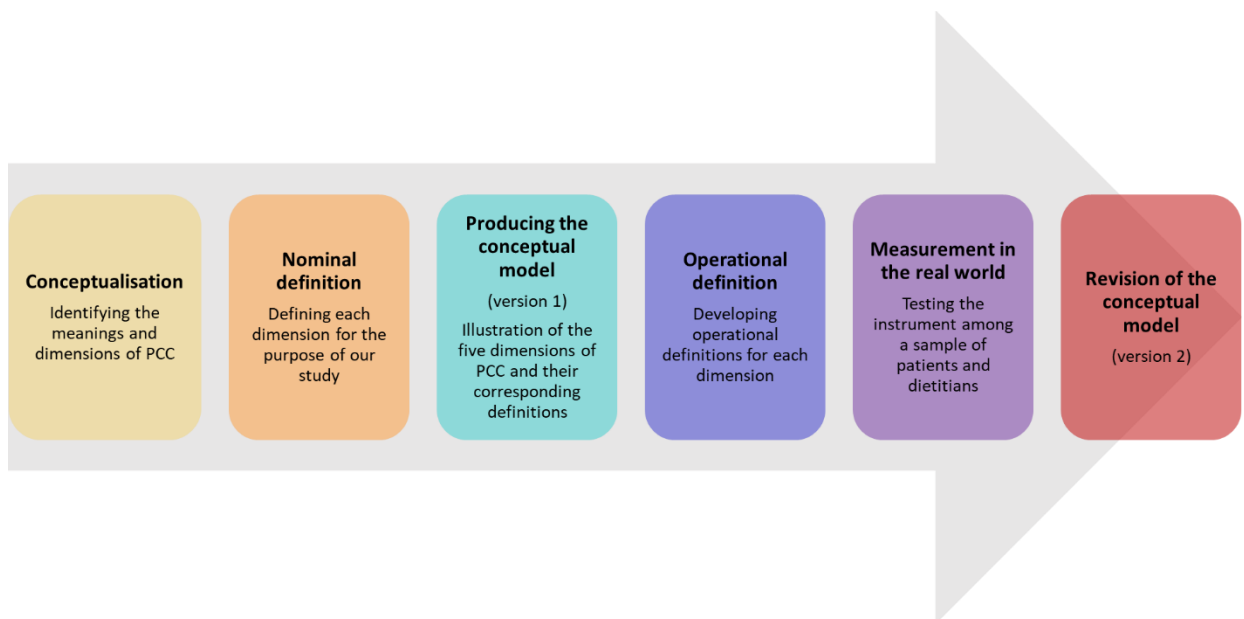 Conceptualisation
Identifying the
meanings and
dimensions of PCC
Nominal
definition
Defining each
dimension for the
purpose of our
study
Producing the
conceptual
model
(version 1)
Illustration of the
five dimensions of
PCC and their
corresponding
definitions
Operational
definition
Developing
operational
definitions for each
dimension
Measurement in
the real world
Testing the
instrument among
a sample of
patients and
dietitians
Revision of the
conceptual
model
(version 2)